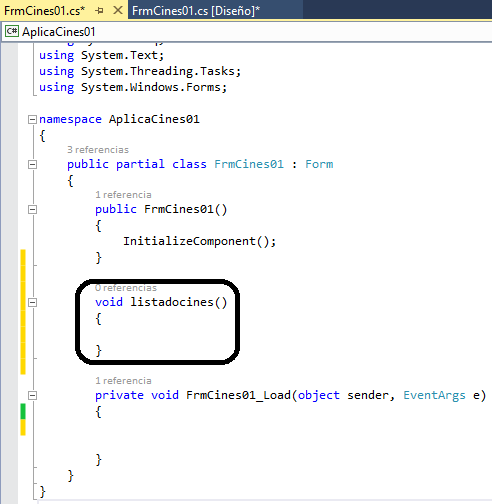 FrmCines01.cs* FrmCines01.cs [Diseño]*
C# AplicaCines01
using System.Text;
using System.Threading.Tasks;
using System.Windows.Forms;
namespace AplicaCines01
{
3 referencias
public partial class FrmCines01 : Form
{
1 referencia
public FrmCines01()
{
InitializeComponent();
}
0 referencias
void listadocines()
{
}
1 referencia
private void FrmCines01_Load(object sender, EventArgs e)
{
}
}
}